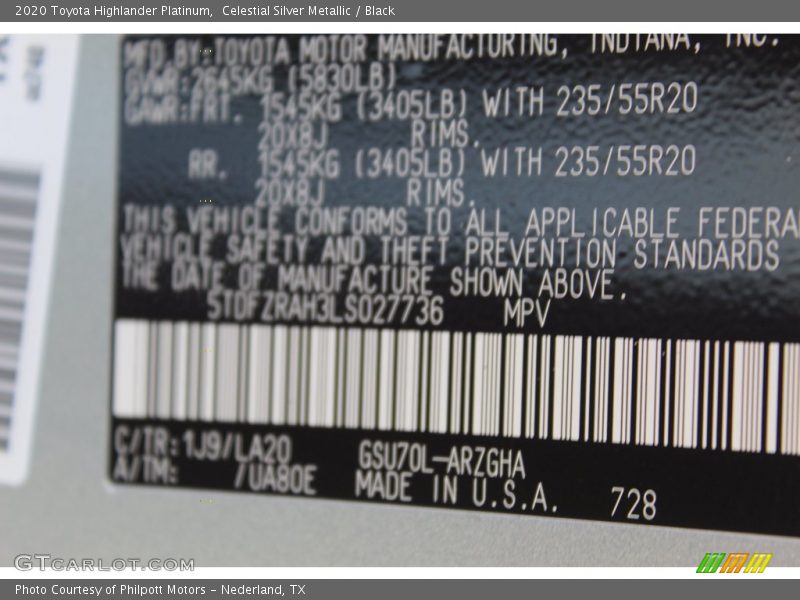 2020 Toyota Highlander Platinum,  Celestial Silver Metallic / Black
MFD BY: TOYOTA MOTOR MANUFACTURING, INDIANA, INC.
GVWR:2645KG (5830LB)
GAWR:FRT. 1545KG (3405LB) WITH 235/55R20
20X8J RIMS.
RR. 1545KG (3405LB) WITH 235/55R20
20X8J RIMS.
THIS VEHICLE CONFORMS TO ALL APPLICABLE FEDERA
VEHICLE SAFETY AND THEFT PREVENTION STANDARDS
THE DATE OF MANUFACTURE SHOWN ABOVE.
5TDFZRAH3LS027736 MPV
C/TR:1J9/LA20 GSU70L-ARZGHA
A/TM: /UA80E MADE IN U.S.A. 728
GTCARLOT.COM
Photo Courtesy of Philpott Motors - Nederland, TX